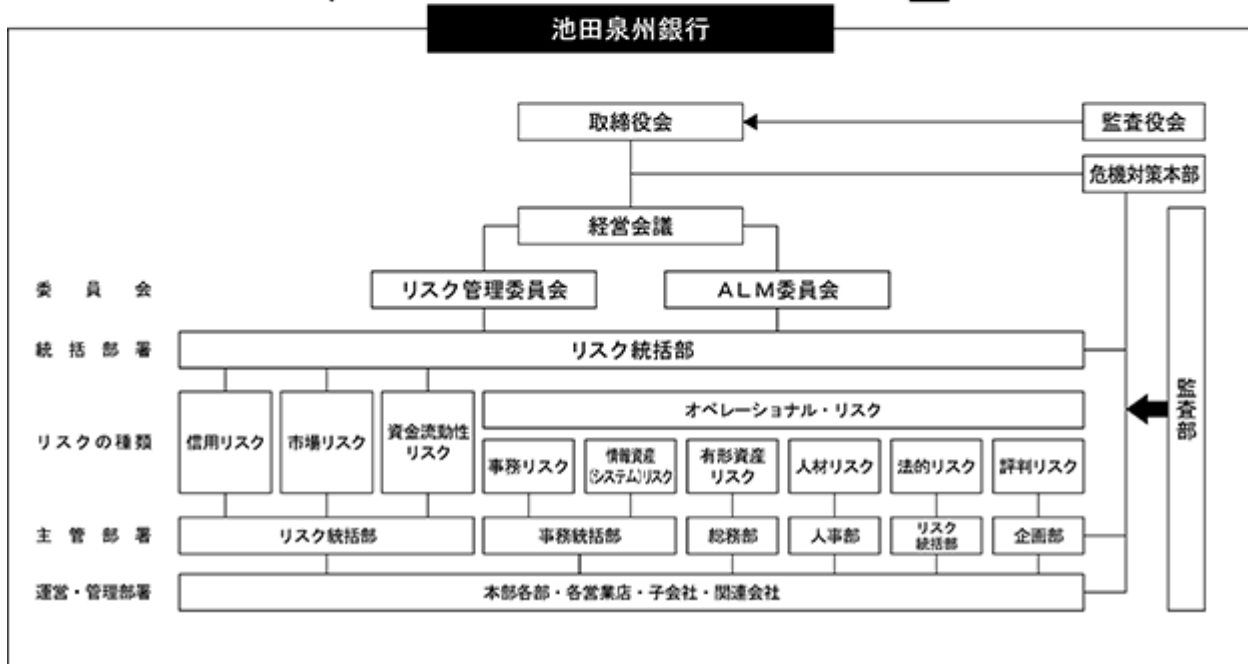 池田泉州銀行
取締役会
監査役会
危機対策本部
経営会議
委員会
リスク管理委員会
ALM委員会
統括部署
リスク統括部
監査部
リスクの種類
信用リスク
市場リスク
資金流動性
リスク
オペレーショナル・リスク
事務リスク
情報資産
(システム)リスク
有形資産
リスク
人材リスク
法的リスク
評判リスク
主管部署
リスク統括部
事務統括部
総務部
人事部
リスク
統括部
企画部
運営・管理部署
本部各部・各営業店・子会社・関連会社